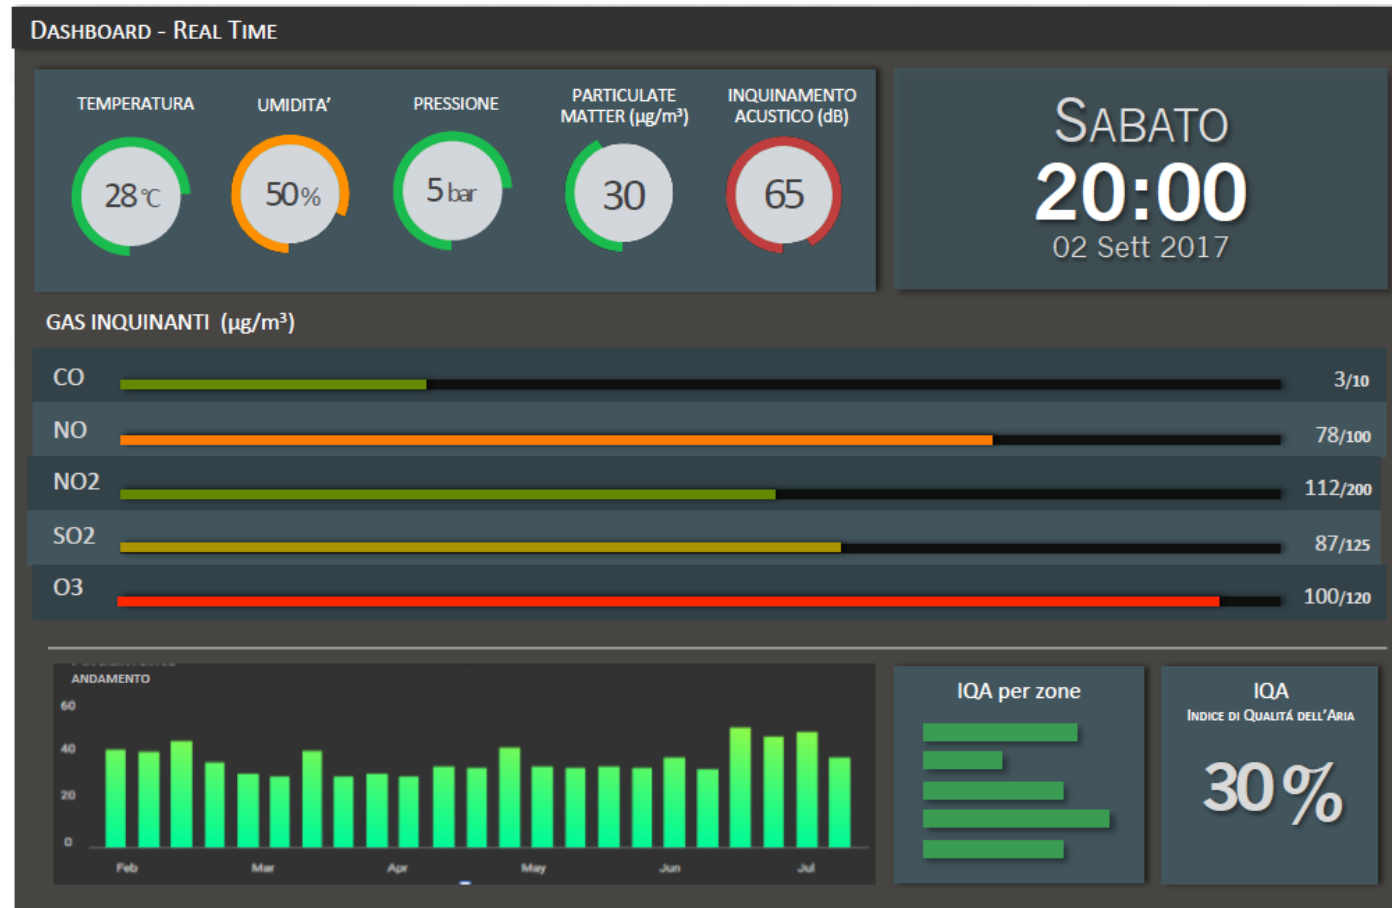 DASHBOARD - REAL TIME
TEMPERATURA
28 °C
UMIDITA'
50 %
PRESSIONE
5 bar
PARTICULATE
MATTER (µg/m³)
30
INQUINAMENTO
ACUSTICO (dB)
65
SABATO
20:00
02 Sett 2017
GAS INQUINANTI (µg/m³)
CO 3/10
NO 78/100
NO2 112/200
SO2 87/125
O3 100/120
ANDAMENTO
60
40
20
0
Feb Mar Apr May Jun Jul
IQA per zone
IQA
INDICE DI QUALITÁ DELL'ARIA
30%